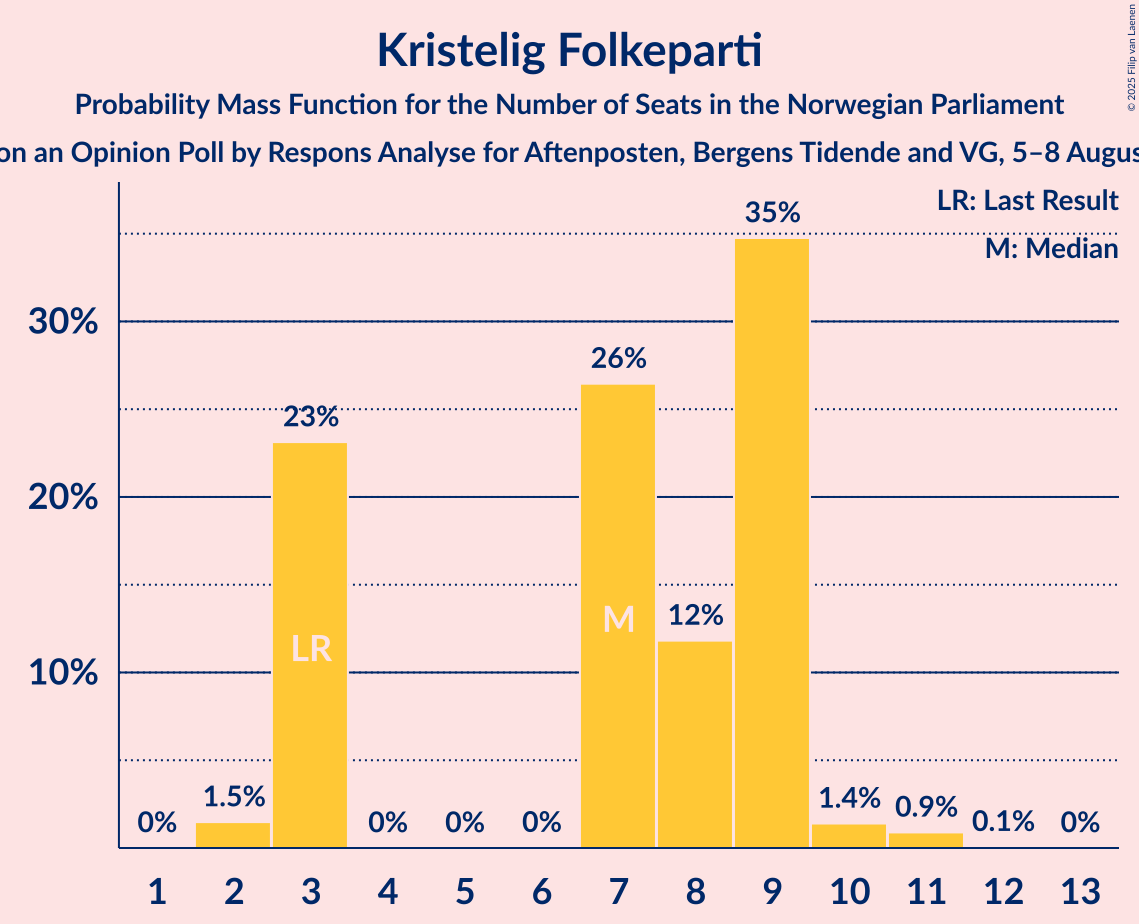 Kristelig Folkeparti
Probability Mass Function for the Number of Seats in the Norwegian Parliament
on an Opinion Poll by Respons Analyse for Aftenposten, Bergens Tidende and VG, 5–8 Augus
© 2025 Filip van Laenen
LR: Last Result
M: Median
35%
30%
26%
23%
20%
M
12%
LR
10%
1.5%
1.4%
0.9%
0%
0%
0%
0%
0.1%
0%
1 2 3 4 5 6 7 8 9 10 11 12 13